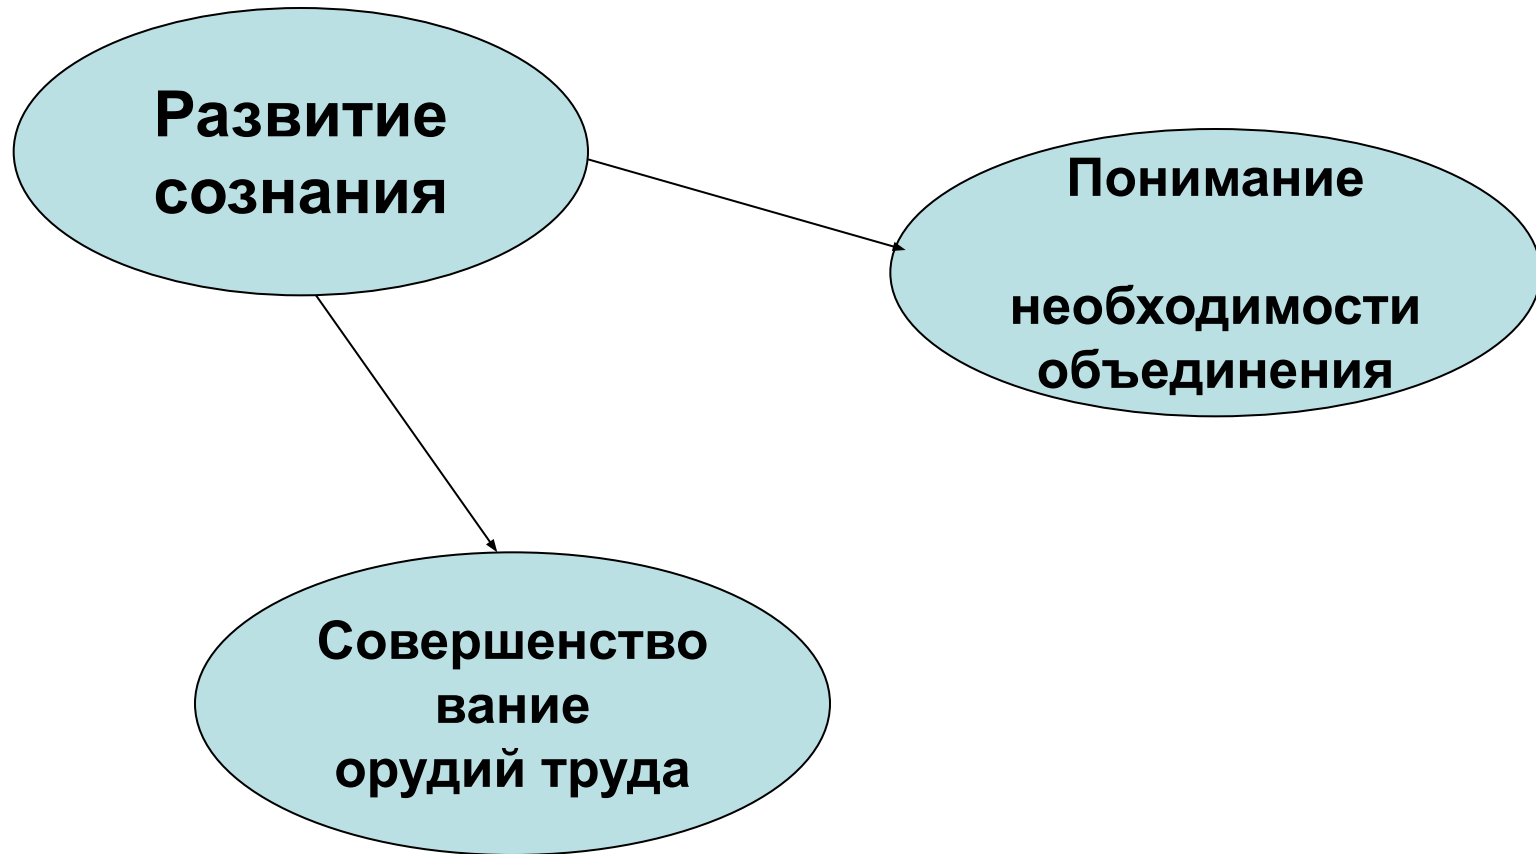 Развитие
сознания
Понимание
необходимости
объединения
Совершенство
вание
орудий труда